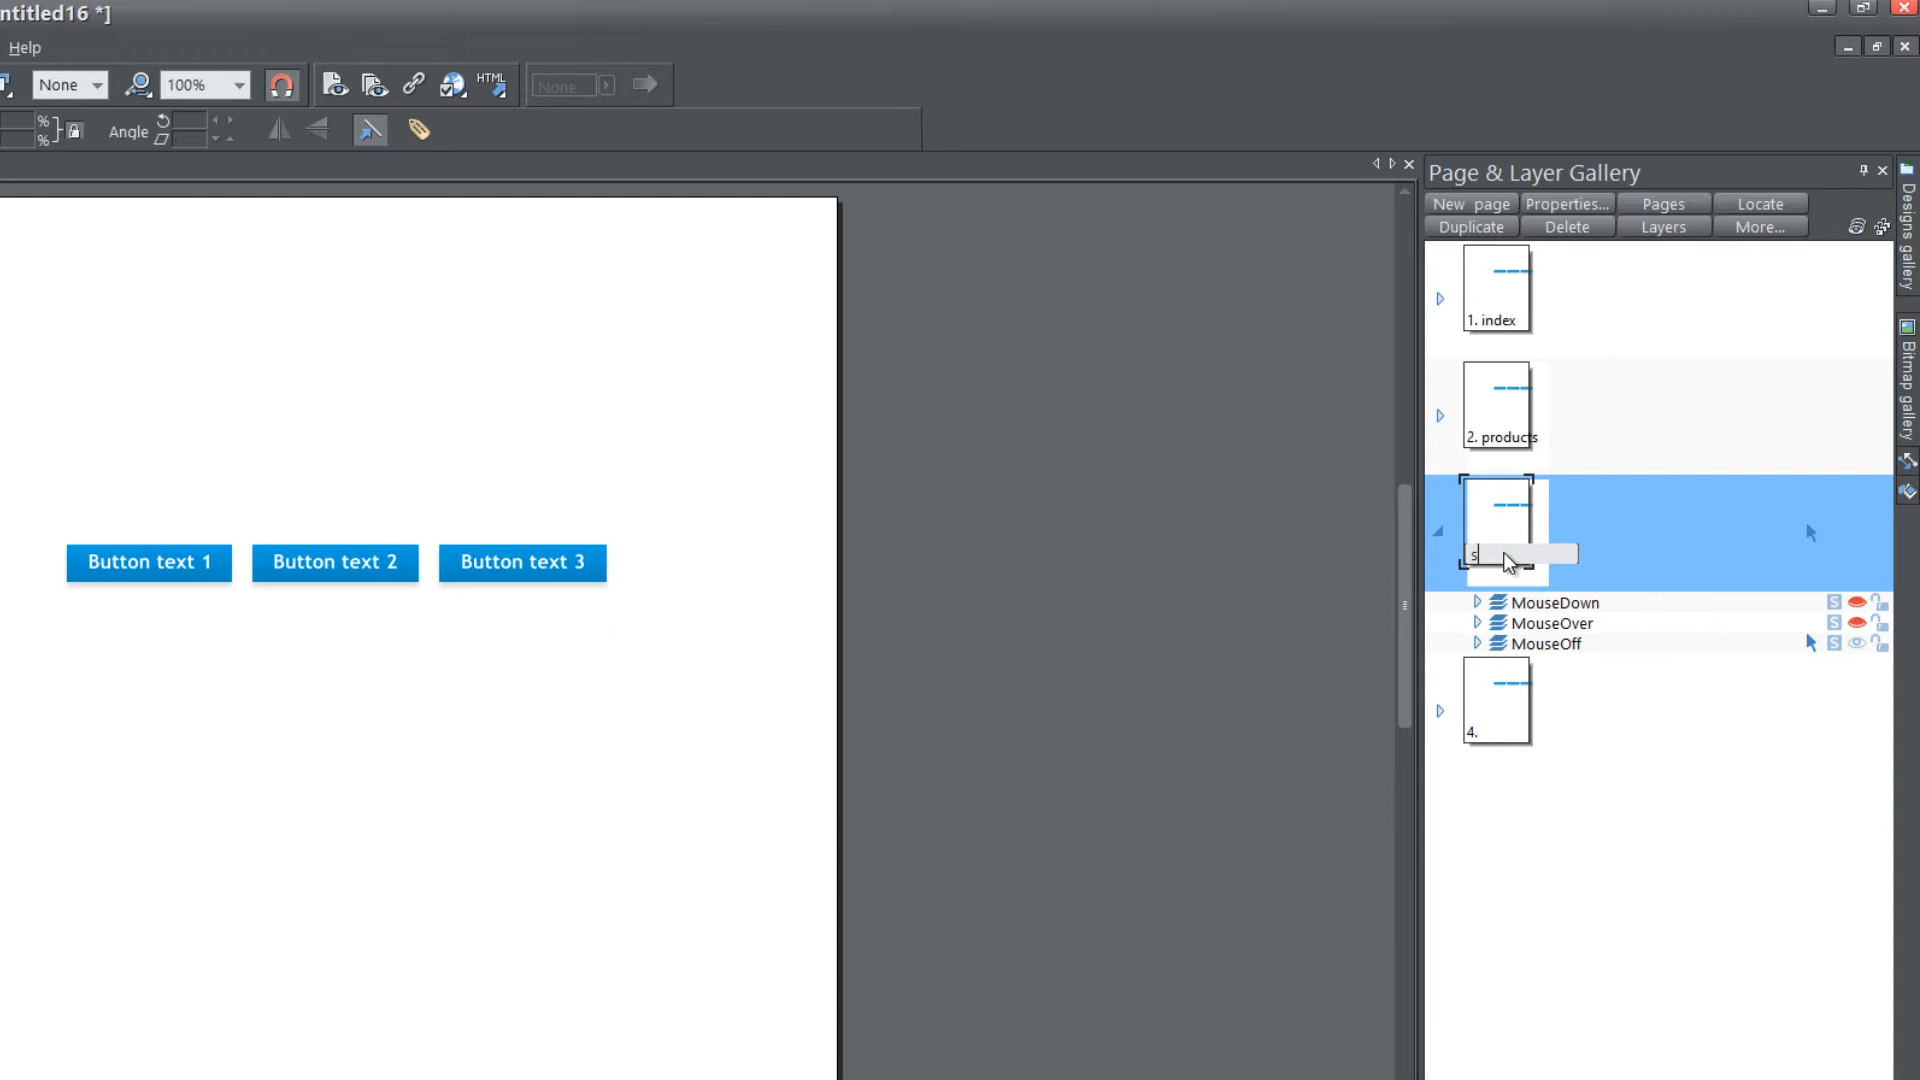 ntitled16 *]
Help
None
100%
HTML
None
%
%
Angle
Page & Layer Gallery
New page
Properties...
Pages
Locate
Duplicate
Delete
Layers
More...
Designs gallery
Bitmap gallery
1. index
2. products
s
MouseDown
S
MouseOver
S
MouseOff
S
4.
Button text 1
Button text 2
Button text 3